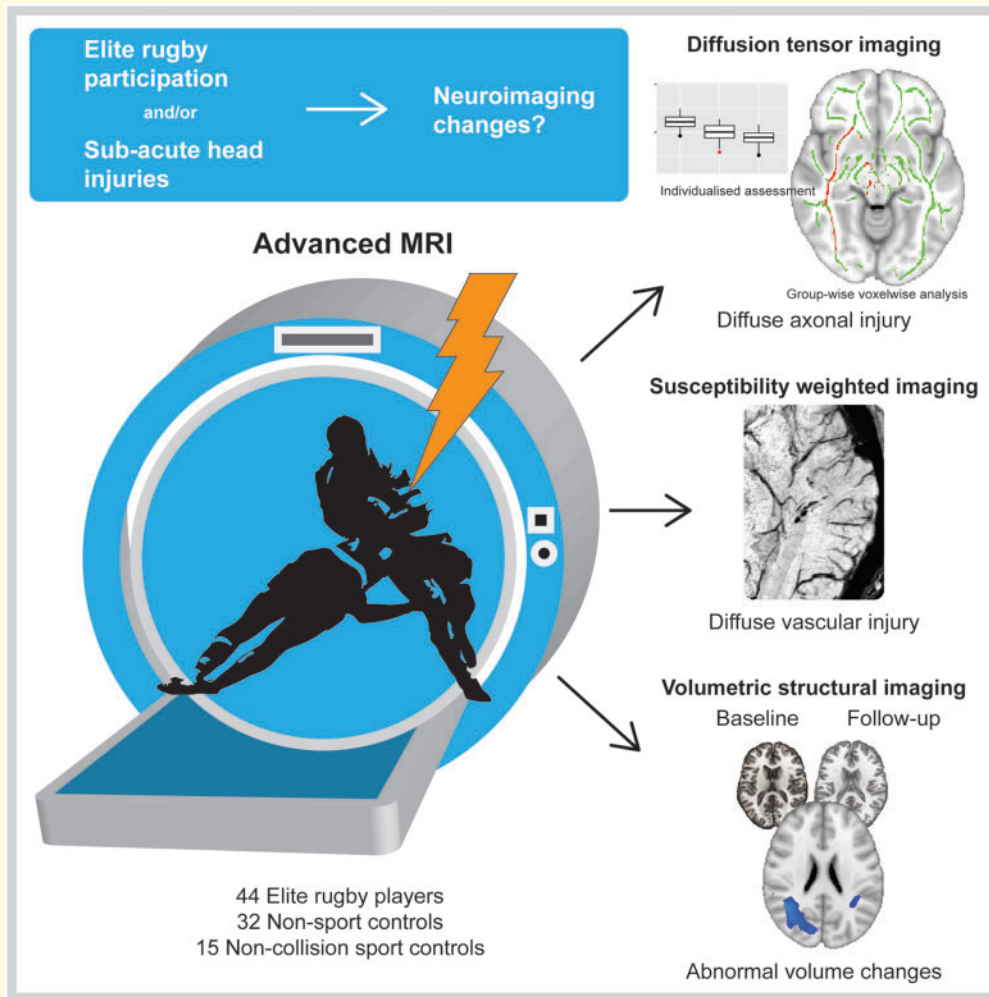 Elite rugby
participation
and/or
Sub-acute head
injuries
Neuroimaging
changes?
Advanced MRI
44 Elite rugby players
32 Non-sport controls
15 Non-collision sport controls
Diffusion tensor imaging
Individualised assessment
Group-wise voxelwise analysis
Diffuse axonal injury
Susceptibility weighted imaging
Diffuse vascular injury
Volumetric structural imaging
Baseline Follow-up
Abnormal volume changes